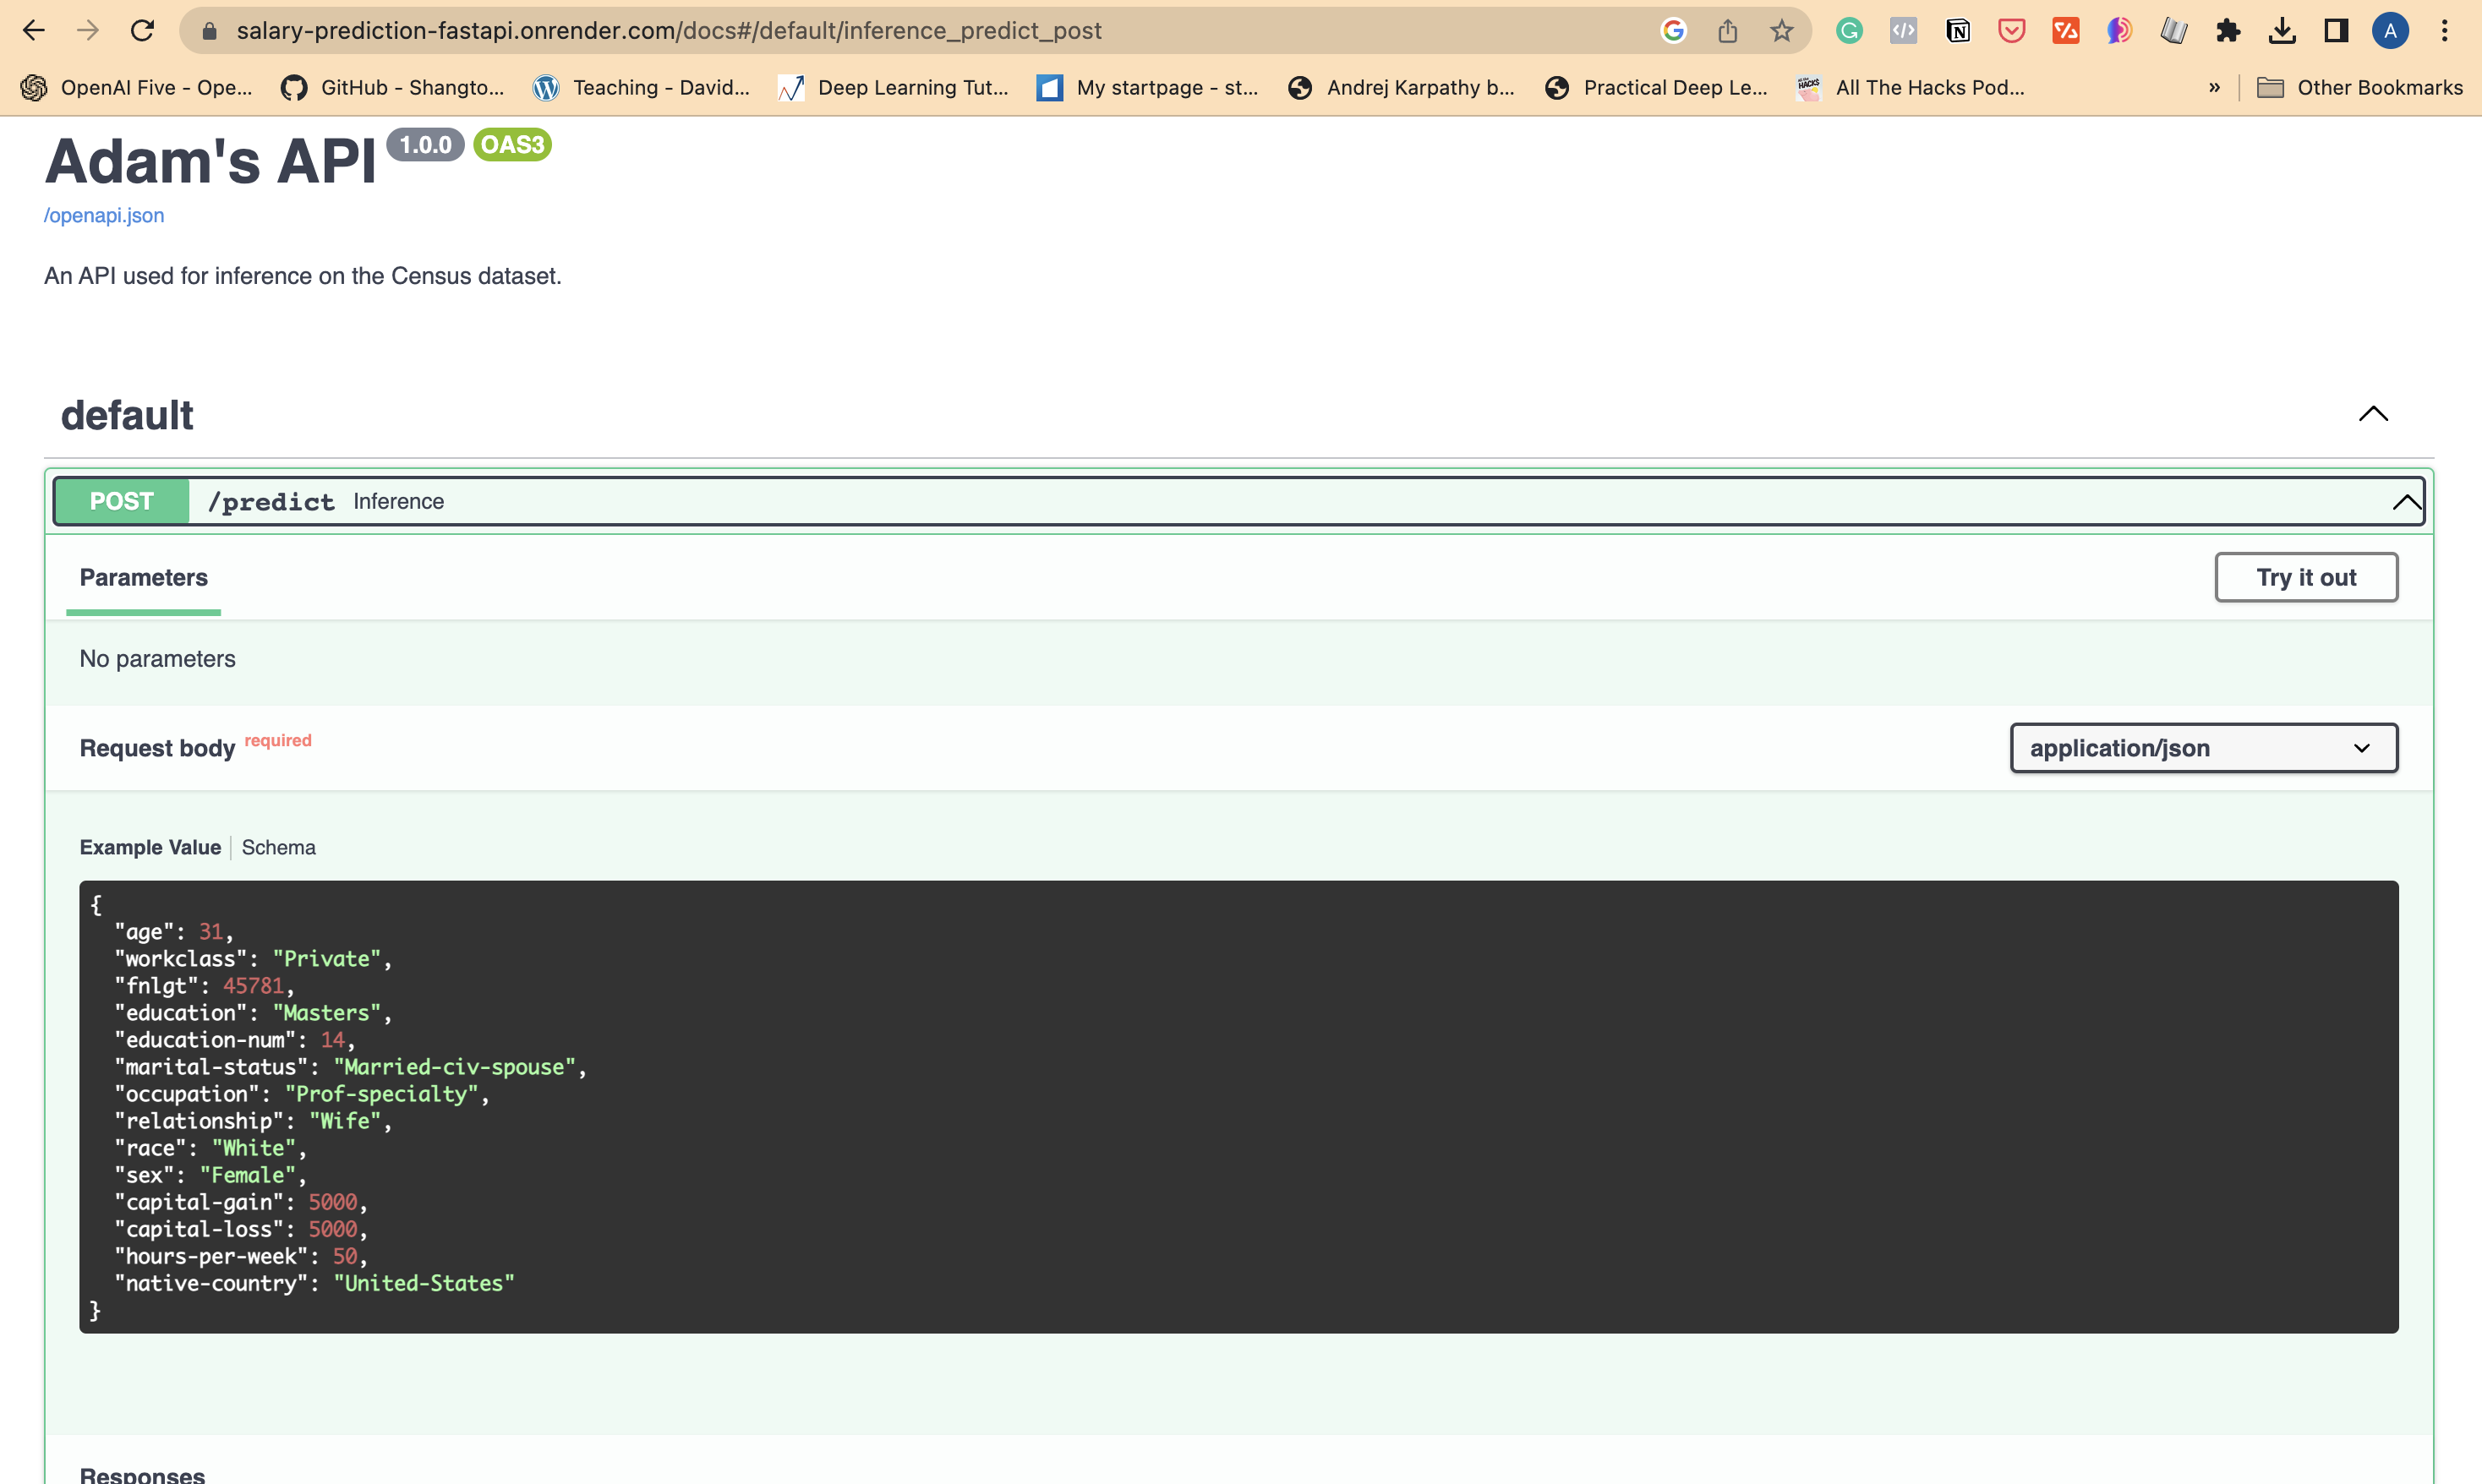 salary-prediction-fastapi.onrender.com/docs#/default/inference_predict_post
OpenAI Five - Ope... GitHub - Shangto... Teaching - David... Deep Learning Tut... My startpage - st... Andrej Karpathy b... Practical Deep Le... All The Hacks Pod... » Other Bookmarks
Adam's API 1.0.0 OAS3
/openapi.json
An API used for inference on the Census dataset.
default
POST /predict Inference
Parameters
Try it out
No parameters
Request body required
application/json
Example Value Schema
{
"age": 31,
"workclass": "Private",
"fnlgt": 45781,
"education": "Masters",
"education-num": 14,
"marital-status": "Married-civ-spouse",
"occupation": "Prof-specialty",
"relationship": "Wife",
"race": "White",
"sex": "Female",
"capital-gain": 5000,
"capital-loss": 5000,
"hours-per-week": 50,
"native-country": "United-States"
}
Responses